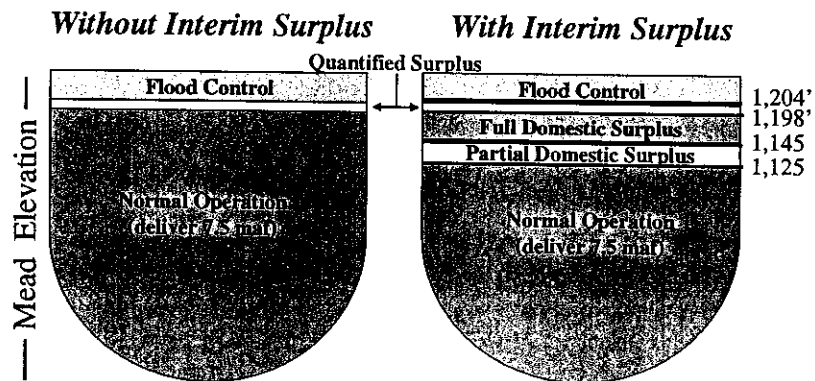 Without Interim Surplus
With Interim Surplus
Quantified Surplus
Flood Control
Normal Operation
(deliver 7.5 maf)
Flood Control
Full Domestic Surplus
Partial Domestic Surplus
Normal Operation
(deliver 7.5 maf)
1,204'
1,198'
1,145
1,125
Mead Elevation